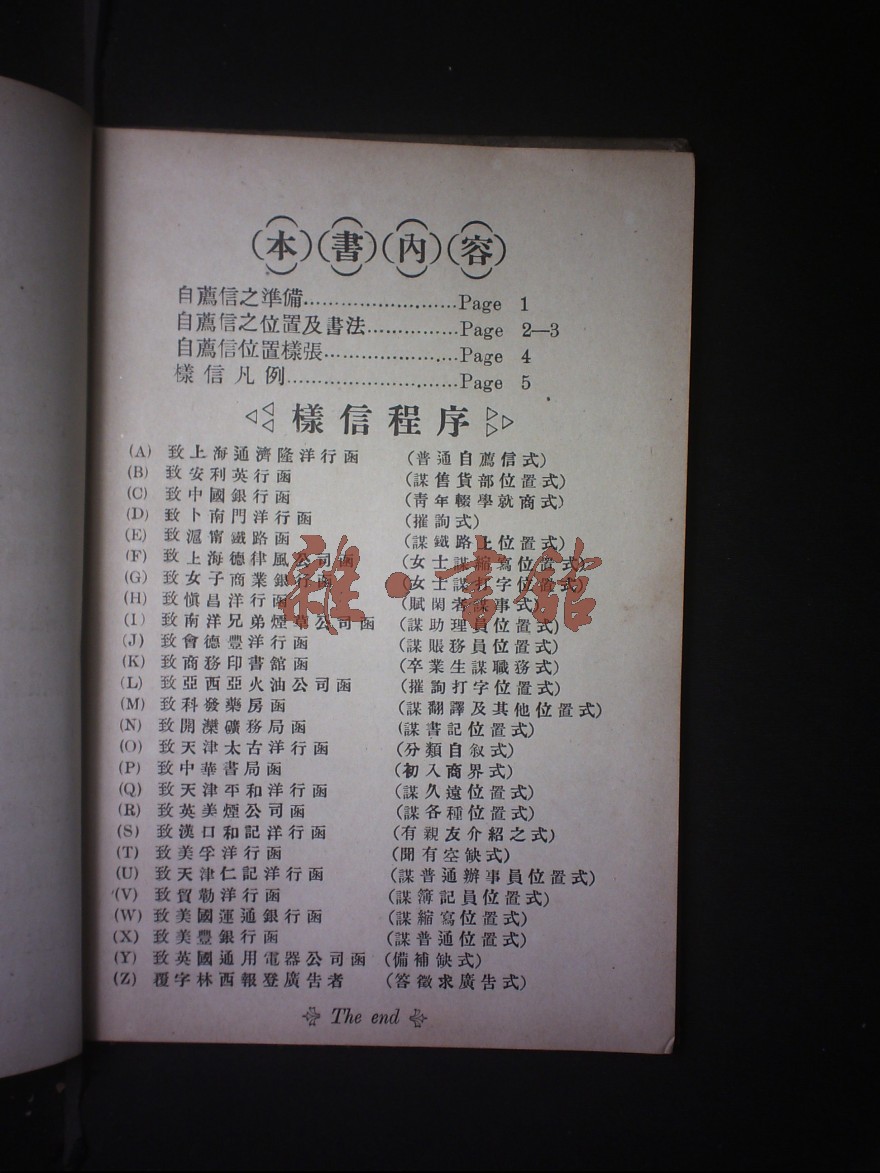 本書內容
自薦信之準備........................Page 1
自薦信之位置及書法..............Page 2—3
自薦信位置樣張.....................Page 4
樣信凡例...........................Page 5
樣信程序
(A) 致上海通濟隆洋行函 (普通自薦信式)
(B) 致安利英行函 (謀舊貨部位置式)
(C) 致中國銀行函 (靑年輟學就商式)
(D) 致卜南門洋行函 (摧詢式)
(E) 致滬甯鐵路函 (謀鐵路上位置式)
(F) 致上海德律風公司函 (女士謀縮寫位置式)
(G) 致女子商業銀行函 (女士謀打字位置式)
(H) 致愼昌洋行函 (賦閑者謀事式)
(I) 致南洋兄弟煙草公司函 (謀助理員位置式)
(J) 致會德豐洋行函 (謀賬務員位置式)
(K) 致商務印書館函 (卒業生謀職務式)
(L) 致亞西亞火油公司函 (摧詢打字位置式)
(M) 致科發藥房函 (謀翻譯及其他位置式)
(N) 致開灤礦務局函 (謀書記位置式)
(O) 致天津太古洋行函 (分類自叙式)
(P) 致中華書局函 (初入商界式)
(Q) 致天津平和洋行函 (謀久遠位置式)
(R) 致英美煙公司函 (謀各種位置式)
(S) 致漢口和記洋行函 (有親友介紹之式)
(T) 致美孚洋行函 (聞有空缺式)
(U) 致天津仁記洋行函 (謀普通辦事員位置式)
(V) 致貿勒洋行函 (謀簿記員位置式)
(W) 致美國運通銀行函 (謀縮寫位置式)
(X) 致美豐銀行函 (謀普通位置式)
(Y) 致英國通用電器公司函 (備補缺式)
(Z) 覆字林西報登廣告者 (答徵求廣告式)
The end
雜·書館